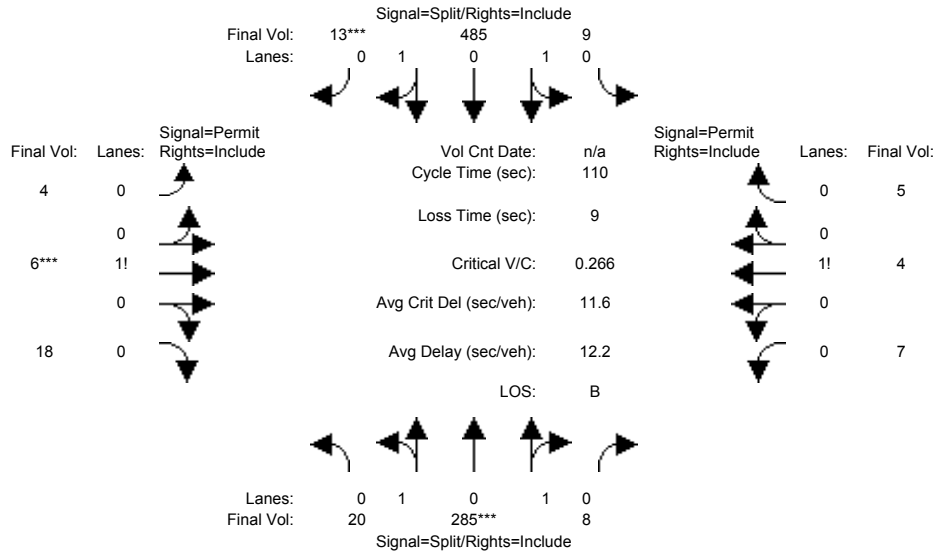 Signal=Split/Rights=Include
Final Vol: 13*** 485 9
Lanes: 0 1 0 1 0
Signal=Permit
Final Vol: Lanes: Rights=Include
Vol Cnt Date: n/a
Signal=Permit
Rights=Include Lanes: Final Vol:
Cycle Time (sec): 110
4 0
0 5
Loss Time (sec): 9
0
0
6*** 1!
Critical V/C: 0.266
1! 4
0
Avg Crit Del (sec/veh): 11.6
0
18 0
Avg Delay (sec/veh): 12.2
0 7
LOS: B
Lanes: 0 1 0 1 0
Final Vol: 20 285*** 8
Signal=Split/Rights=Include